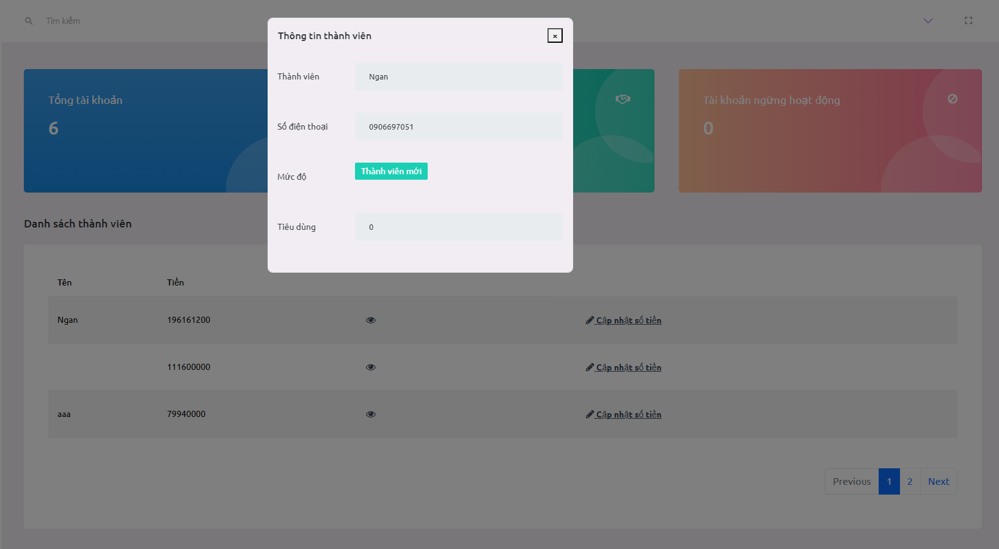 Tìm kiếm
Thông tin thành viên
×
Thành viên
Ngan
Số điện thoại
0906697051
Mức độ
Thành viên mới
Tiêu dùng
0
Tổng tài khoản
6
Tài khoản ngừng hoạt động
0
Danh sách thành viên
Tên Tiền
Ngan 196161200 Cập nhật số tiền
111600000 Cập nhật số tiền
aaa 79940000 Cập nhật số tiền
Previous 1 2 Next